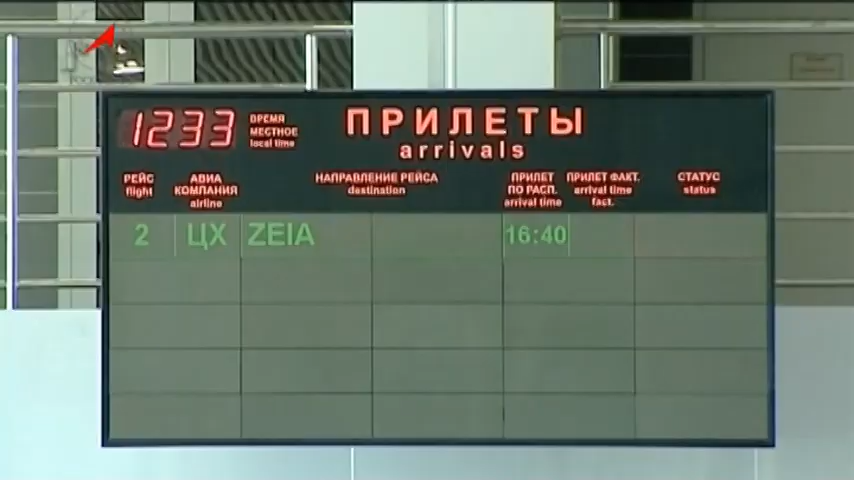 1233
ВРЕМЯ
МЕСТНОЕ
local time
ПРИЛЕТЫ
arrivals
РЕЙС
flight
АВИА
КОМПАНИЯ
airline
НАПРАВЛЕНИЕ РЕЙСА
destination
ПРИЛЕТ
ПО РАСП.
arrival time
ПРИЛЕТ ФАКТ.
arrival time
fact.
СТАТУС
status
2 ЦХ ZEIA 16:40